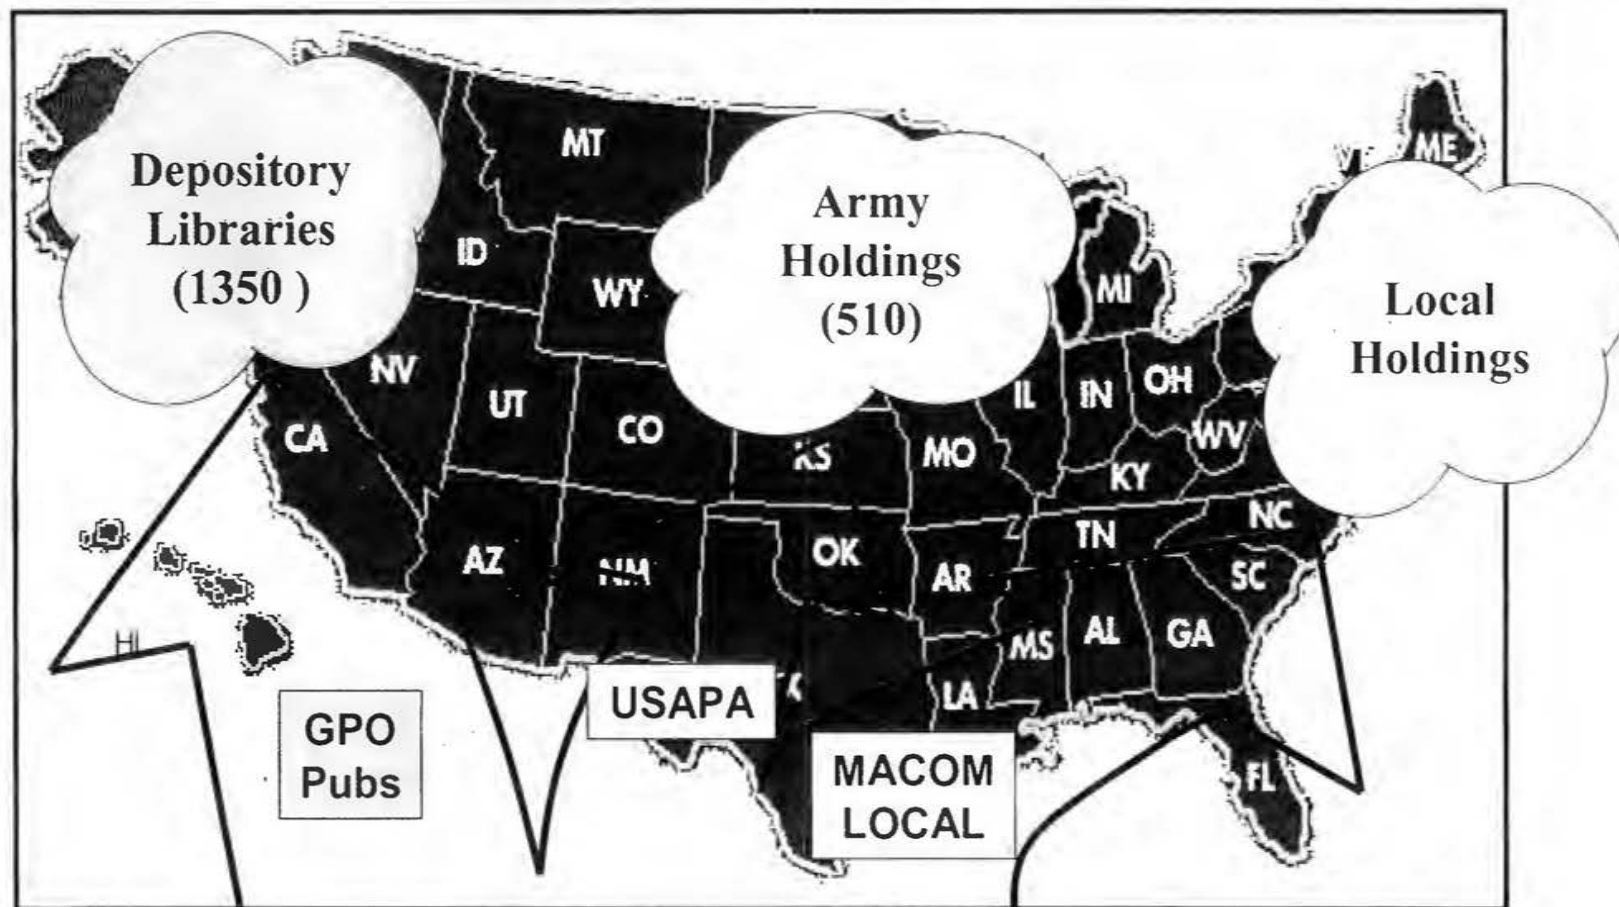 Depository
Libraries
(1350 )
Army
Holdings
(510)
Local
Holdings
MT
ME
ID
WY
MI
NV
UT
CO
IL
IN
OH
CA
KS
MO
WV
KY
NC
TN
AZ
NM
OK
AR
SC
MS
AL
GA
HI
LA
FL
GPO
Pubs
USAPA
MACOM
LOCAL